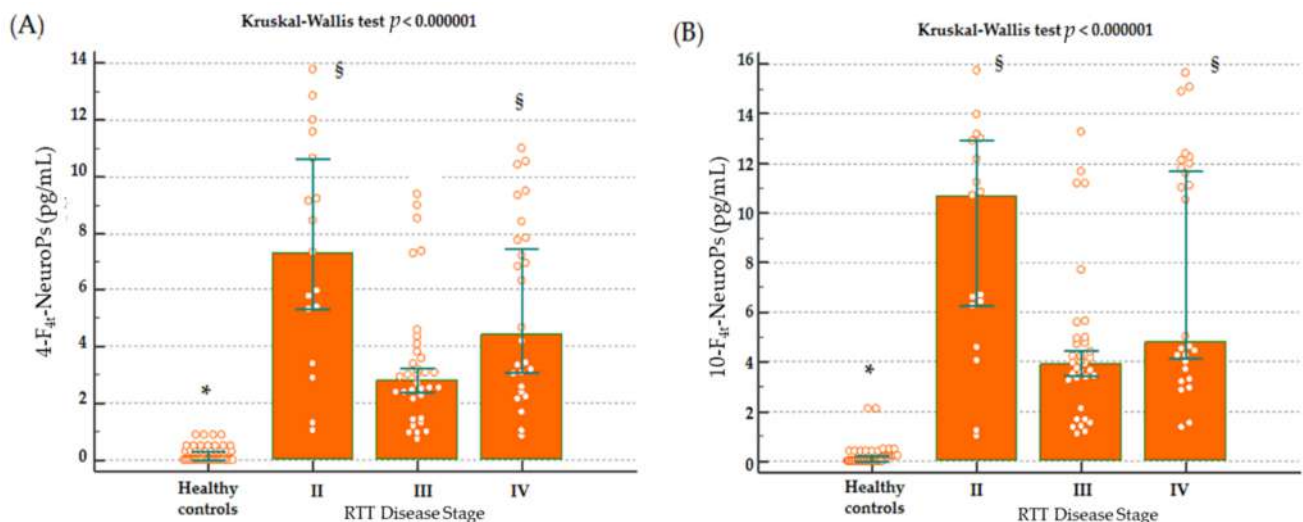 (A)
Kruskal-Wallis test p < 0.000001
14
12
10
8
6
4
2
0
4-F4t-NeuroPs (pg/mL)
§
§
*
Healthy controls
II
III
IV
RTT Disease Stage
(B)
Kruskal-Wallis test p < 0.000001
16
14
12
10
8
6
4
2
0
10-F4t-NeuroPs (pg/mL)
§
§
*
Healthy controls
II
III
IV
RTT Disease Stage